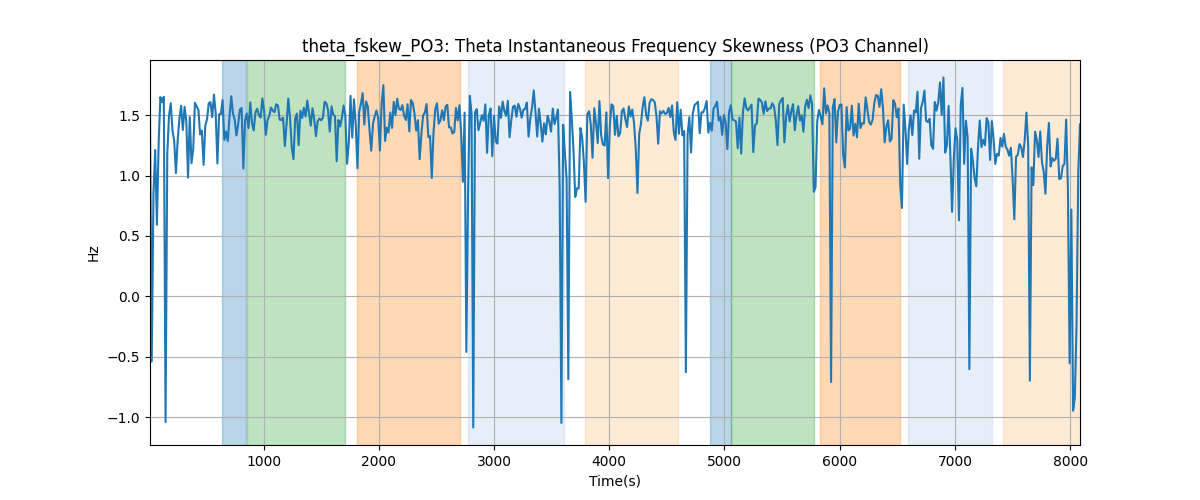 theta_fskew_PO3: Theta Instantaneous Frequency Skewness (PO3 Channel)
Hz
1.5
1.0
0.5
0.0
−0.5
−1.0
1000 2000 3000 4000 5000 6000 7000 8000
Time(s)